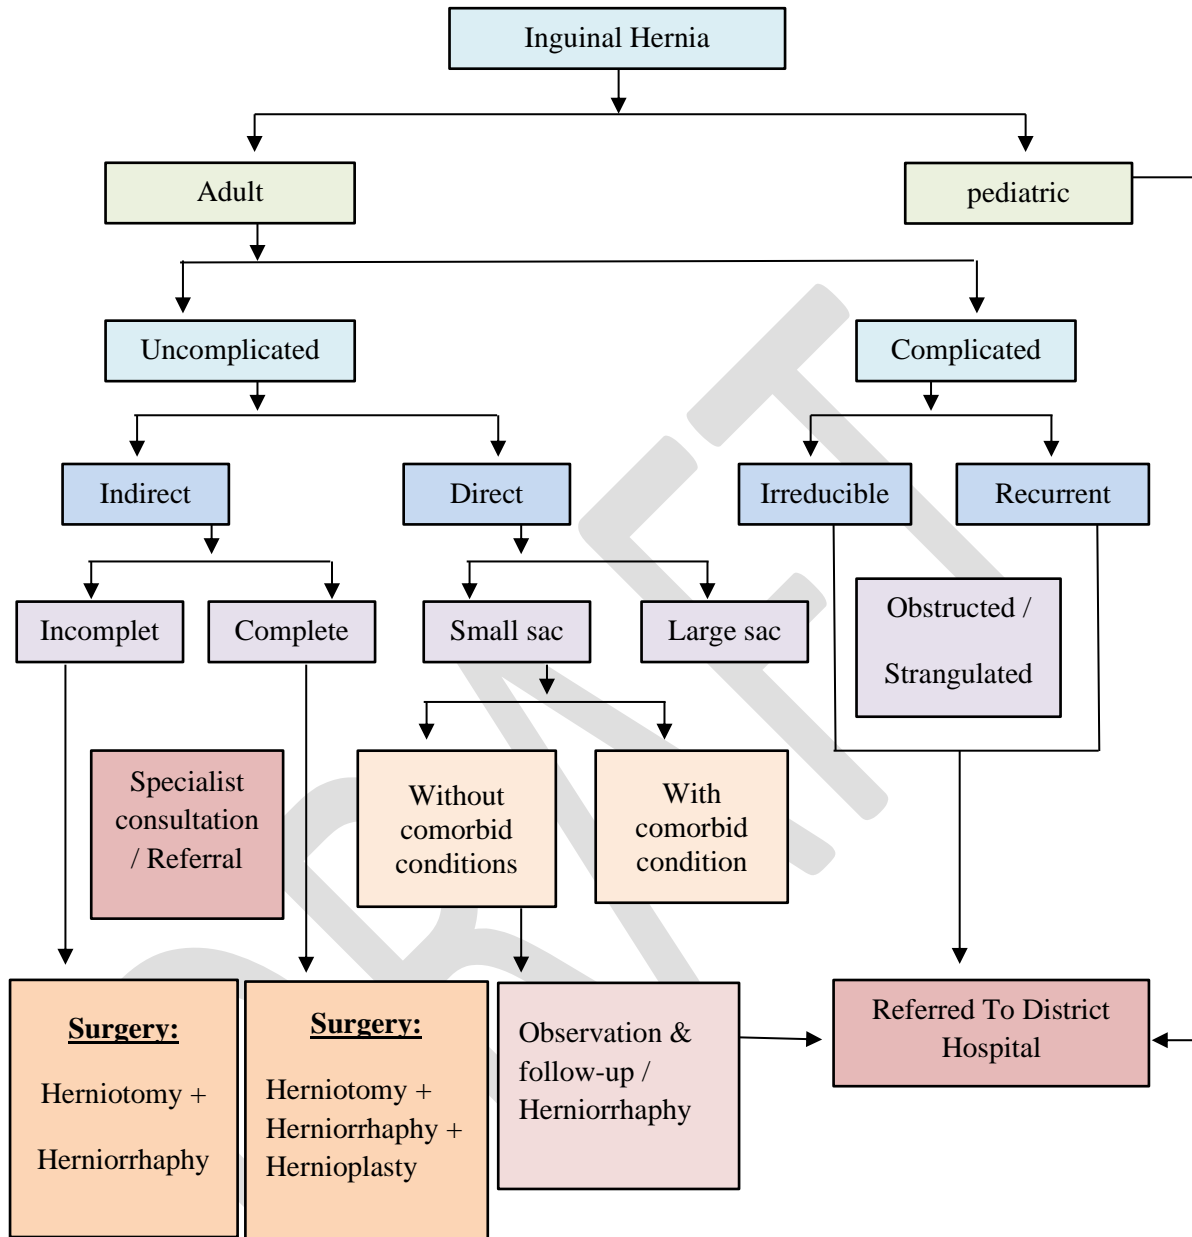 Inguinal Hernia
Adult
pediatric
Uncomplicated
Complicated
Indirect
Direct
Irreducible
Recurrent
Incomplet
Complete
Small sac
Large sac
Obstructed /
Strangulated
Specialist
consultation
/ Referral
Without
comorbid
conditions
With
comorbid
condition
Surgery:
Herniotomy +
Herniorrhaphy
Surgery:
Herniotomy +
Herniorrhaphy +
Hernioplasty
Observation &
follow-up /
Herniorrhaphy
Referred To District
Hospital
DRAFT